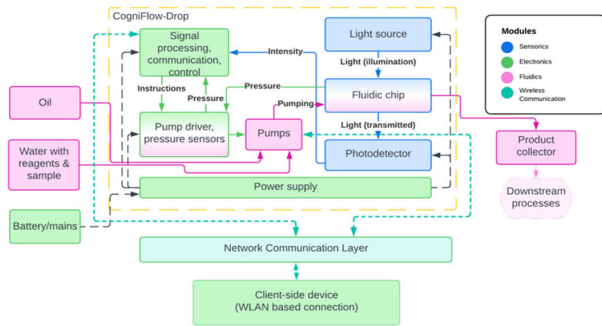 CogniFlow-Drop
Signal
processing,
communication,
control
Light source
Intensity
Light (illumination)
Instructions
Pressure
Pressure
Fluidic chip
Pumping
Oil
Pump driver,
pressure sensors
Pumps
Light (transmitted)
Photodetector
Water with
reagents &
sample
Power supply
Battery/mains
Product
collector
Downstream
processes
Network Communication Layer
Client-side device
(WLAN based connection)
Modules
Sensorics
Electronics
Fluidics
Wireless
Communication